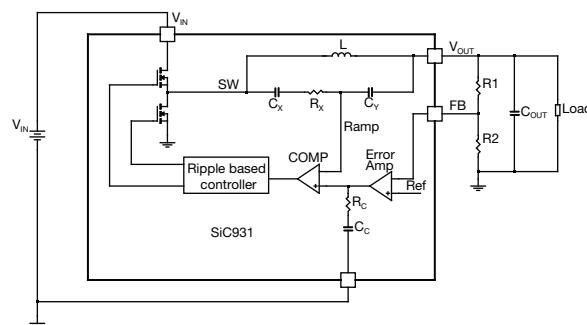 V_IN
L
V_OUT
SW
C_X
R_X
C_Y
R1
FB
C_OUT
Load
V_IN
Ramp
Error
Amp
R2
COMP
Ripple based
controller
Ref
R_C
C_C
SiC931